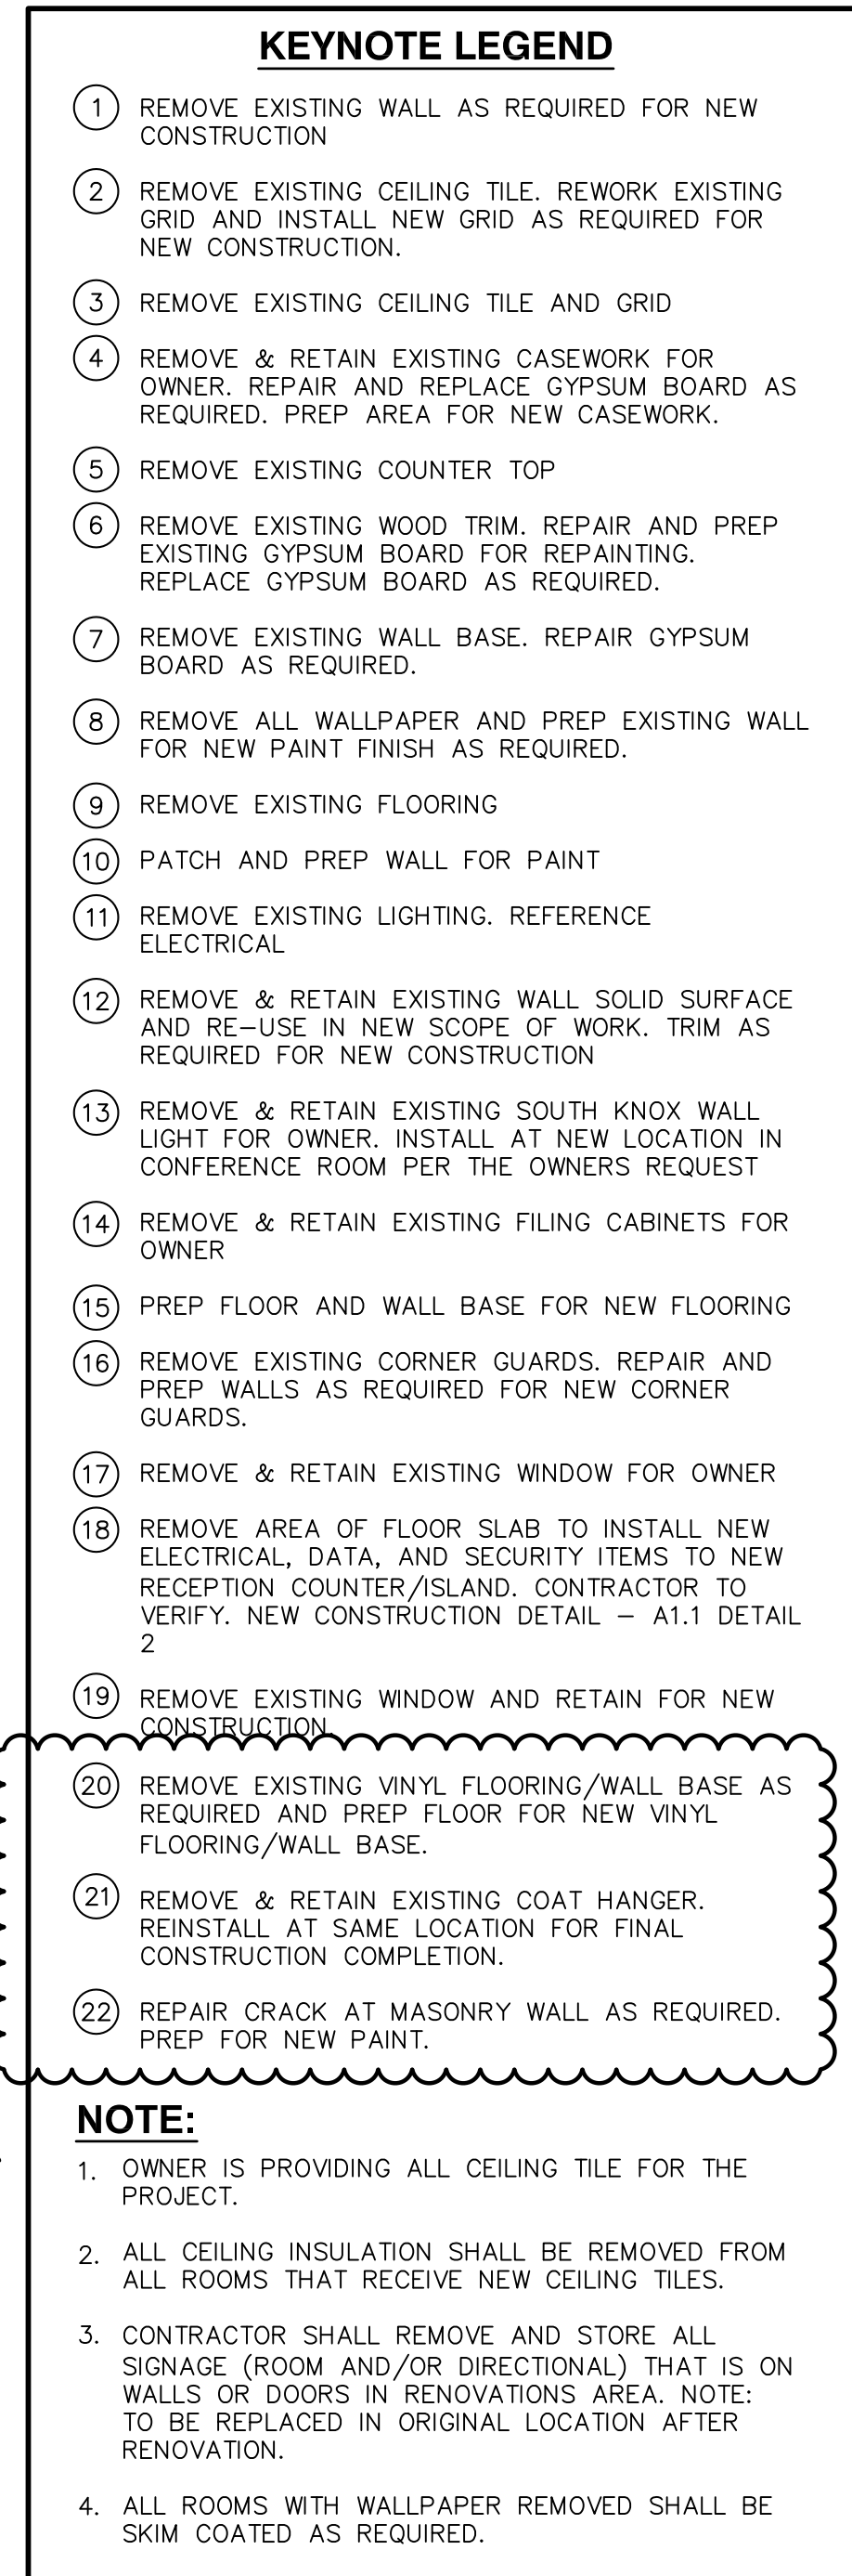 KEYNOTE LEGEND
1 REMOVE EXISTING WALL AS REQUIRED FOR NEW
CONSTRUCTION
2 REMOVE EXISTING CEILING TILE. REWORK EXISTING
GRID AND INSTALL NEW GRID AS REQUIRED FOR
NEW CONSTRUCTION.
3 REMOVE EXISTING CEILING TILE AND GRID
4 REMOVE & RETAIN EXISTING CASEWORK FOR
OWNER. REPAIR AND REPLACE GYPSUM BOARD AS
REQUIRED. PREP AREA FOR NEW CASEWORK.
5 REMOVE EXISTING COUNTER TOP
6 REMOVE EXISTING WOOD TRIM. REPAIR AND PREP
EXISTING GYPSUM BOARD FOR REPAINTING.
REPLACE GYPSUM BOARD AS REQUIRED.
7 REMOVE EXISTING WALL BASE. REPAIR GYPSUM
BOARD AS REQUIRED.
8 REMOVE ALL WALLPAPER AND PREP EXISTING WALL
FOR NEW PAINT FINISH AS REQUIRED.
9 REMOVE EXISTING FLOORING
10 PATCH AND PREP WALL FOR PAINT
11 REMOVE EXISTING LIGHTING. REFERENCE
ELECTRICAL
12 REMOVE & RETAIN EXISTING WALL SOLID SURFACE
AND RE-USE IN NEW SCOPE OF WORK. TRIM AS
REQUIRED FOR NEW CONSTRUCTION
13 REMOVE & RETAIN EXISTING SOUTH KNOX WALL
LIGHT FOR OWNER. INSTALL AT NEW LOCATION IN
CONFERENCE ROOM PER THE OWNERS REQUEST
14 REMOVE & RETAIN EXISTING FILING CABINETS FOR
OWNER
15 PREP FLOOR AND WALL BASE FOR NEW FLOORING
16 REMOVE EXISTING CORNER GUARDS. REPAIR AND
PREP WALLS AS REQUIRED FOR NEW CORNER
GUARDS.
17 REMOVE & RETAIN EXISTING WINDOW FOR OWNER
18 REMOVE AREA OF FLOOR SLAB TO INSTALL NEW
ELECTRICAL, DATA, AND SECURITY ITEMS TO NEW
RECEPTION COUNTER/ISLAND. CONTRACTOR TO
VERIFY. NEW CONSTRUCTION DETAIL – A1.1 DETAIL
2
19 REMOVE EXISTING WINDOW AND RETAIN FOR NEW
CONSTRUCTION.
20 REMOVE EXISTING VINYL FLOORING/WALL BASE AS
REQUIRED AND PREP FLOOR FOR NEW VINYL
FLOORING/WALL BASE.
21 REMOVE & RETAIN EXISTING COAT HANGER.
REINSTALL AT SAME LOCATION FOR FINAL
CONSTRUCTION COMPLETION.
22 REPAIR CRACK AT MASONRY WALL AS REQUIRED.
PREP FOR NEW PAINT.
NOTE:
1. OWNER IS PROVIDING ALL CEILING TILE FOR THE
PROJECT.
2. ALL CEILING INSULATION SHALL BE REMOVED FROM
ALL ROOMS THAT RECEIVE NEW CEILING TILES.
3. CONTRACTOR SHALL REMOVE AND STORE ALL
SIGNAGE (ROOM AND/OR DIRECTIONAL) THAT IS ON
WALLS OR DOORS IN RENOVATIONS AREA. NOTE:
TO BE REPLACED IN ORIGINAL LOCATION AFTER
RENOVATION.
4. ALL ROOMS WITH WALLPAPER REMOVED SHALL BE
SKIM COATED AS REQUIRED.